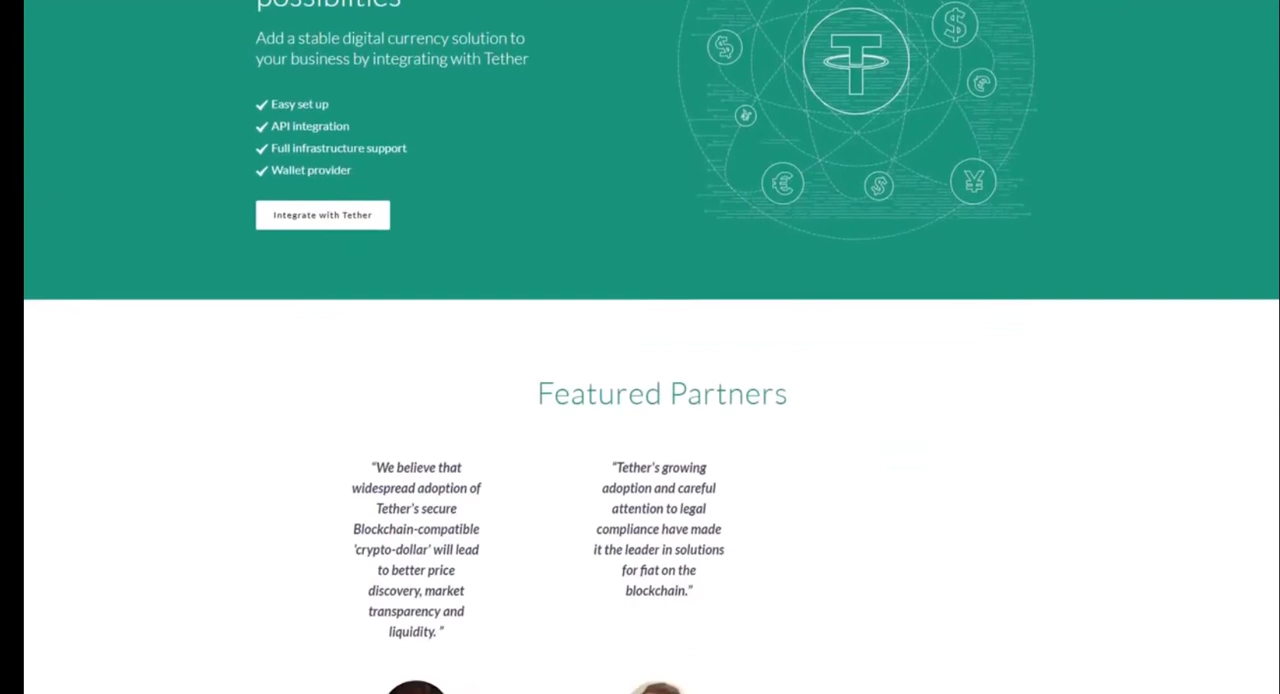 possibilities
Add a stable digital currency solution to
your business by integrating with Tether
Easy set up
API integration
Full infrastructure support
Wallet provider
Integrate with Tether
Featured Partners
“We believe that
widespread adoption of
Tether’s secure
Blockchain-compatible
‘crypto-dollar’ will lead
to better price
discovery, market
transparency and
liquidity. ”
“Tether’s growing
adoption and careful
attention to legal
compliance have made
it the leader in solutions
for fiat on the
blockchain.”